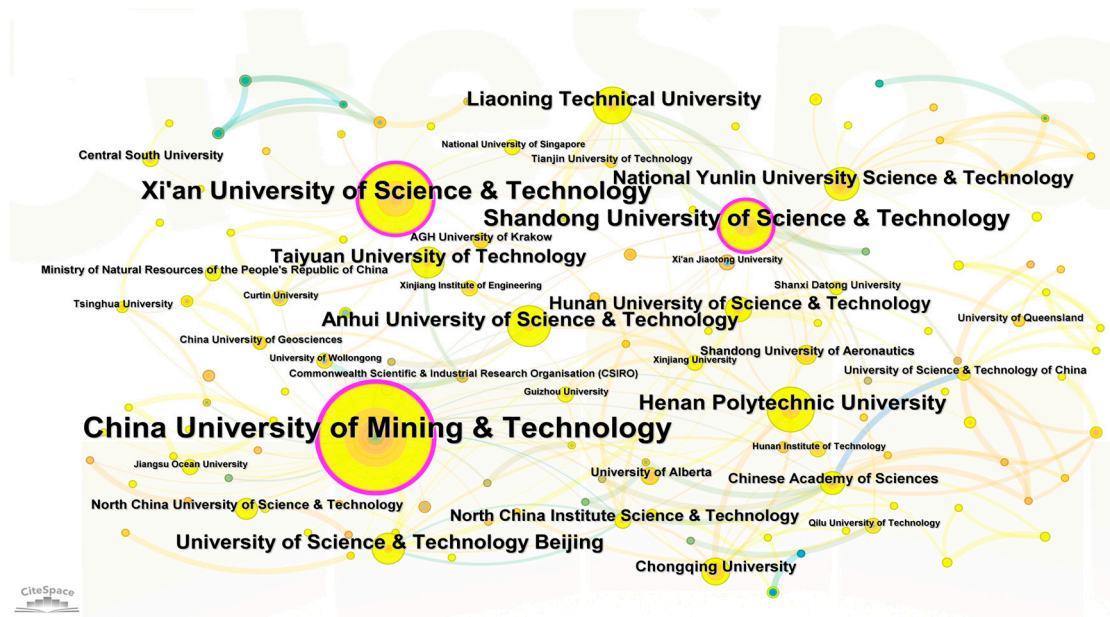 Liaoning Technical University
National University of Singapore
Central South University
Tianjin University of Technology
National Yunlin University Science & Technology
Xi'an University of Science & Technology
Shandong University of Science & Technology
AGH University of Krakow
Taiyuan University of Technology
Xi'an Jiaotong University
Ministry of Natural Resources of the People's Republic of China
Xinjiang Institute of Engineering
Shanxi Datong University
Curtin University
Tsinghua University
Hunan University of Science & Technology
Anhui University of Science & Technology
University of Queensland
China University of Geosciences
Shandong University of Aeronautics
University of Wollongong
Xinjiang University
University of Science & Technology of China
Commonwealth Scientific & Industrial Research Organisation (CSIRO)
Guizhou University
Henan Polytechnic University
China University of Mining & Technology
Hunan Institute of Technology
Jiangsu Ocean University
University of Alberta
Chinese Academy of Sciences
North China University of Science & Technology
North China Institute Science & Technology
Qilu University of Technology
University of Science & Technology Beijing
Chongqing University
CiteSpace